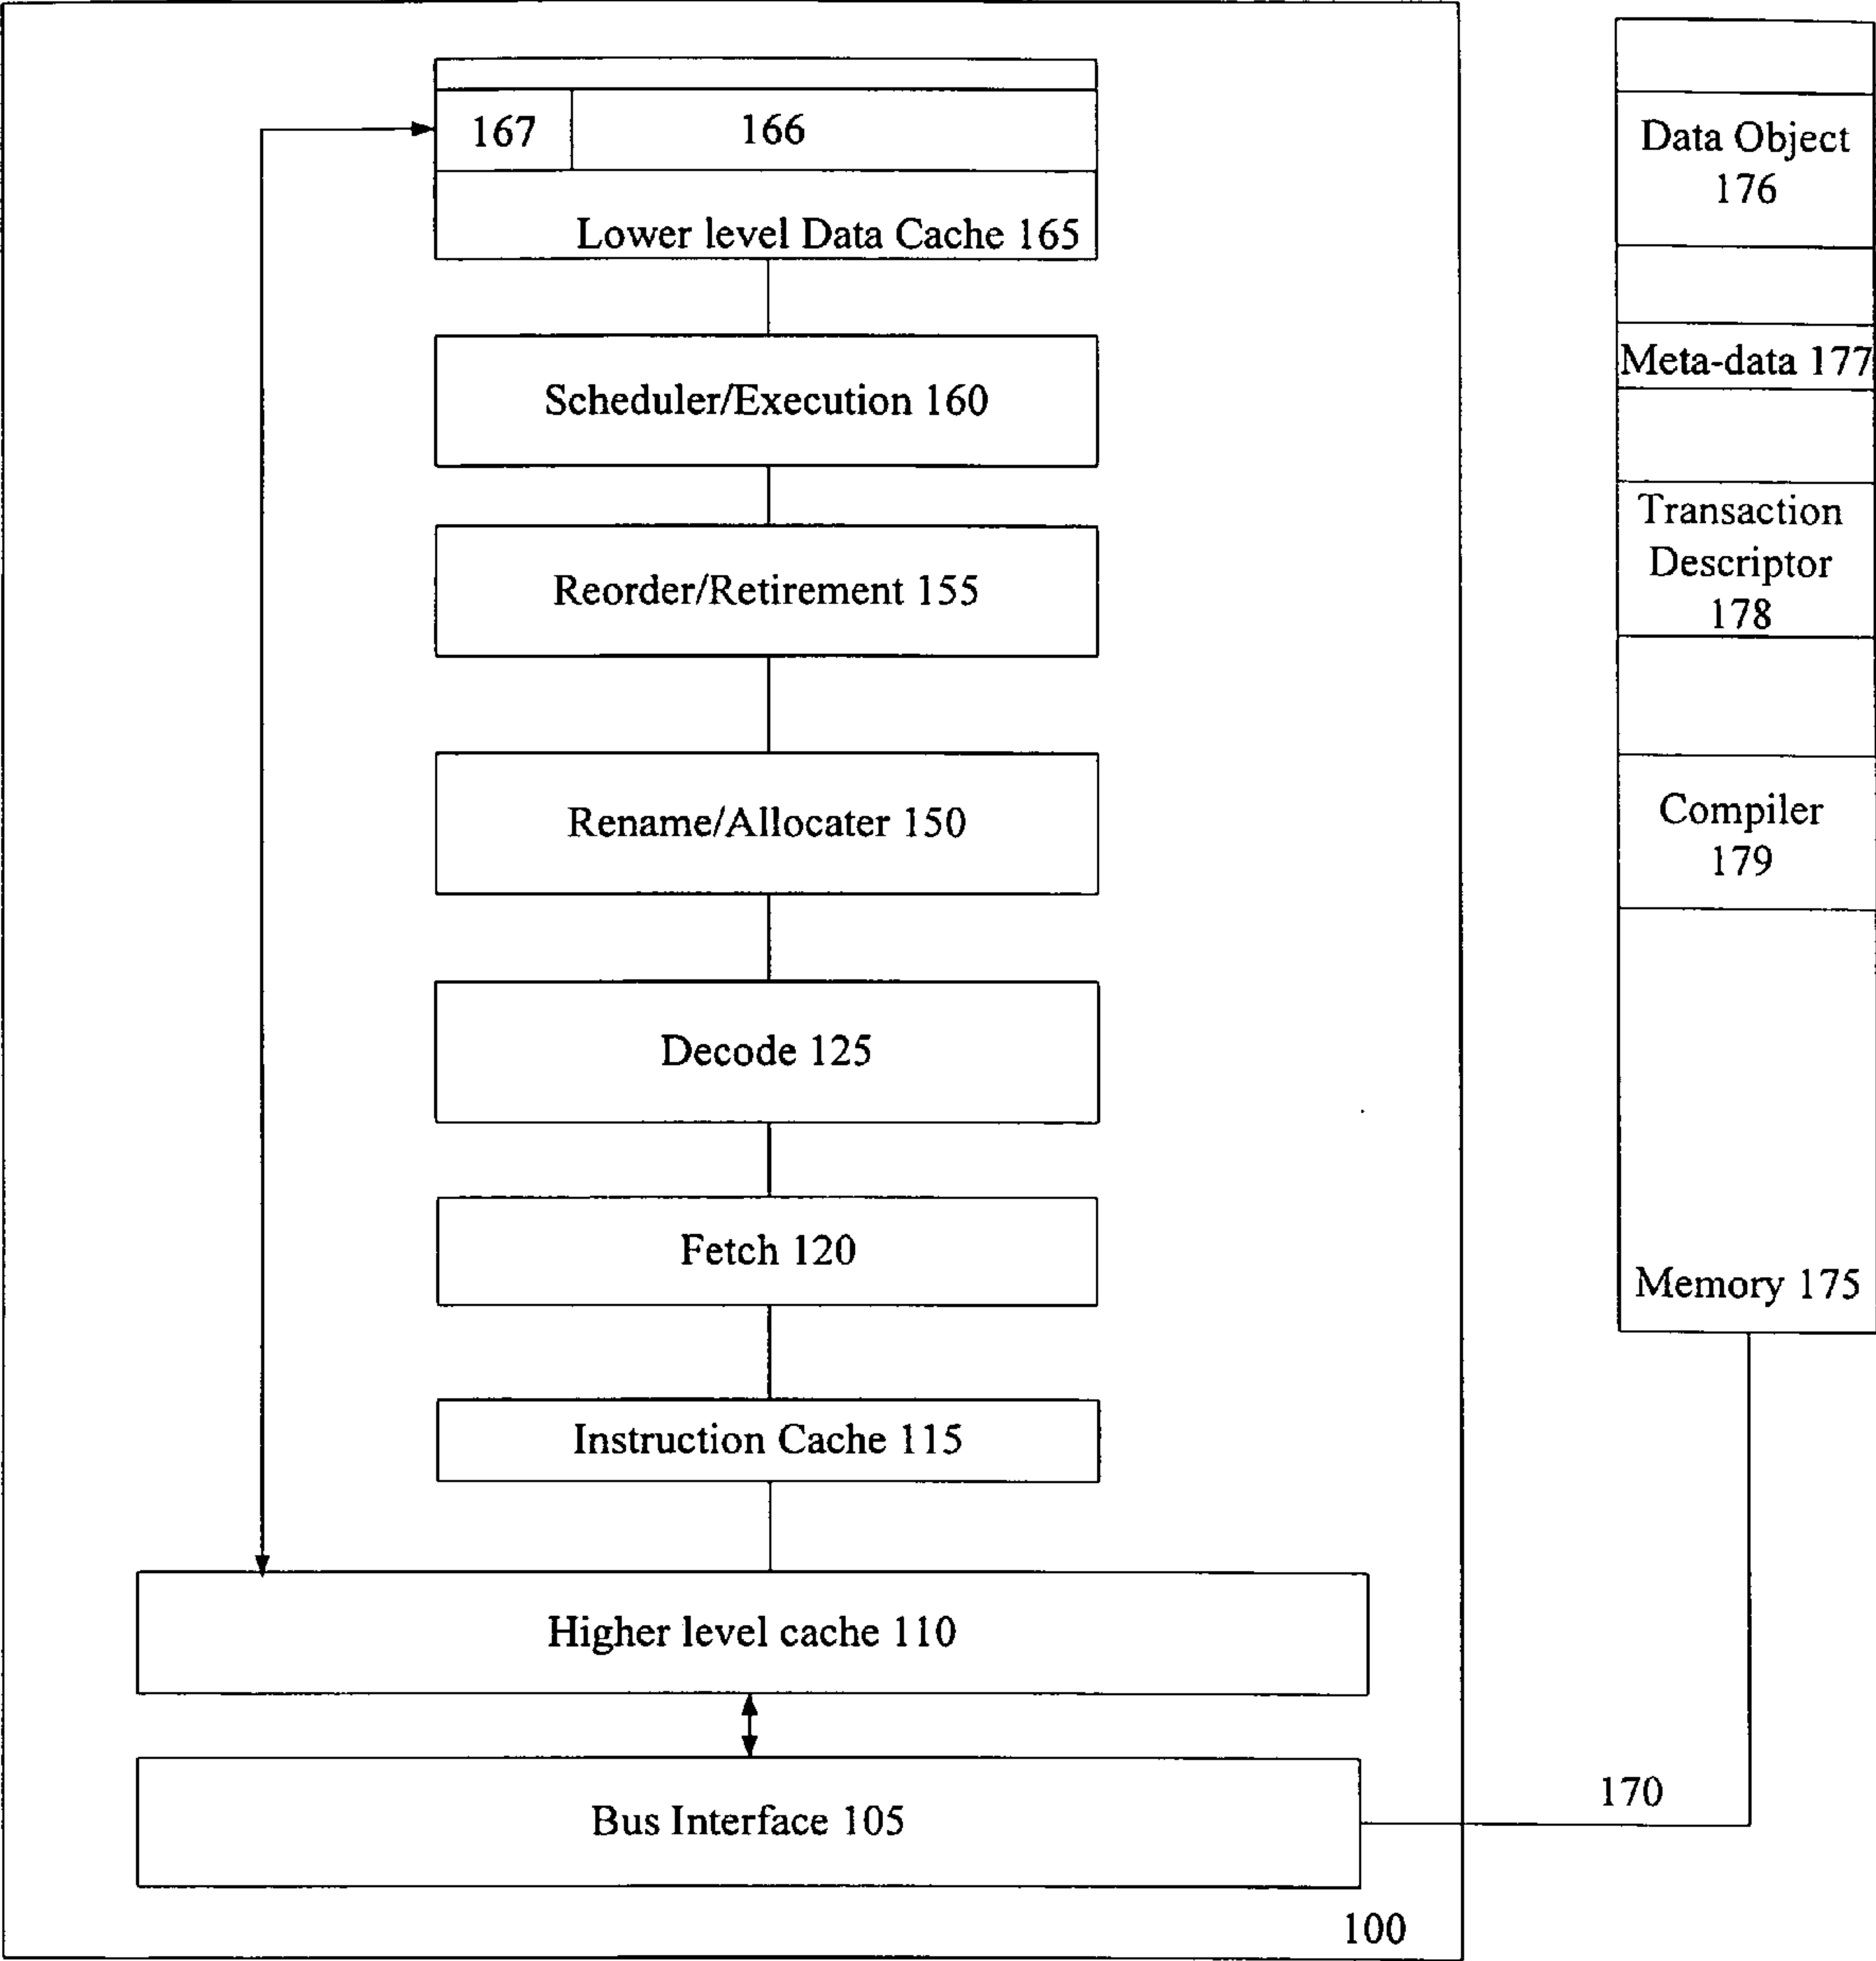 167
166
Lower level Data Cache 165
Scheduler/Execution 160
Reorder/Retirement 155
Rename/Allocater 150
Decode 125
Fetch 120
Instruction Cache 115
Higher level cache 110
Bus Interface 105
100
170
Data Object
176
Meta-data 177
Transaction
Descriptor
178
Compiler
179
Memory 175